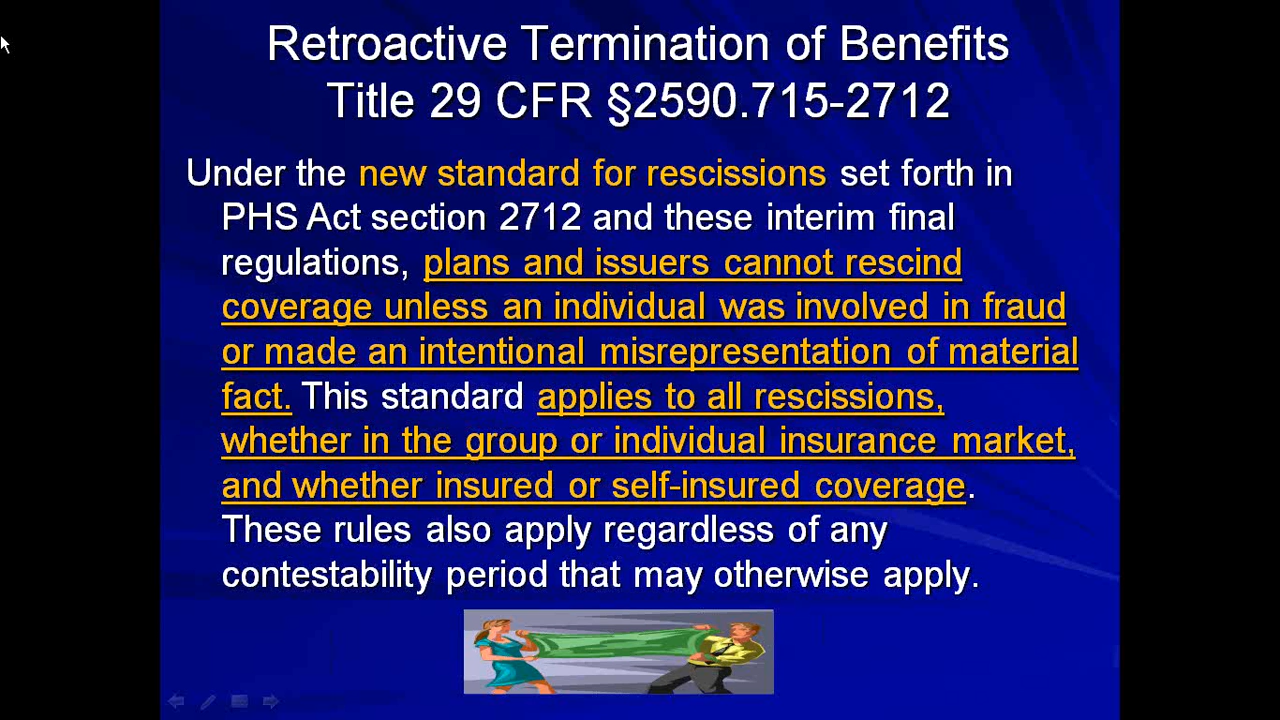 Retroactive Termination of Benefits
Title 29 CFR §2590.715-2712
Under the new standard for rescissions set forth in
PHS Act section 2712 and these interim final
regulations, plans and issuers cannot rescind
coverage unless an individual was involved in fraud
or made an intentional misrepresentation of material
fact. This standard applies to all rescissions,
whether in the group or individual insurance market,
and whether insured or self-insured coverage.
These rules also apply regardless of any
contestability period that may otherwise apply.